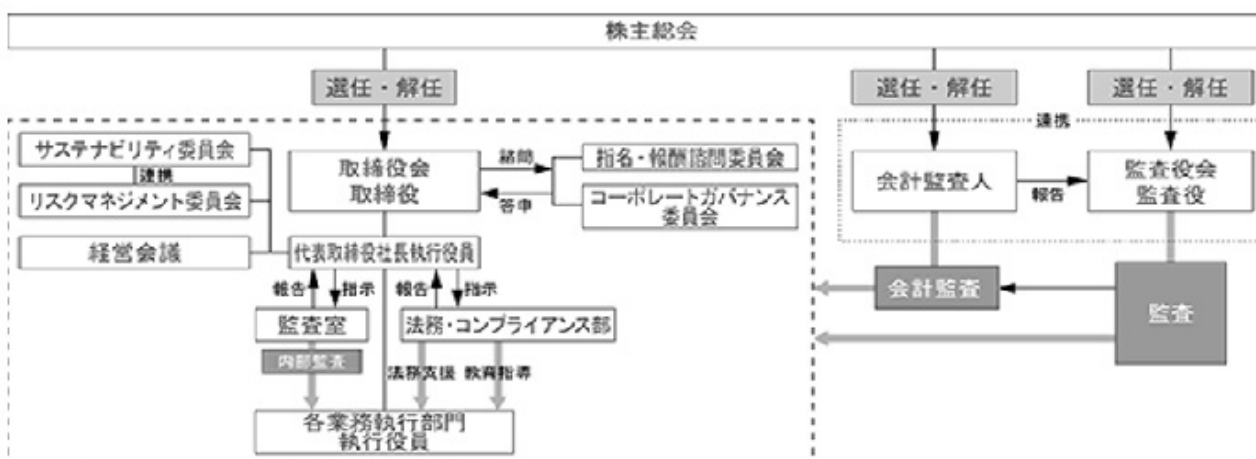 株主総会
選任・解任
選任・解任
選任・解任
連携
サステナビリティ委員会
連携
リスクマネジメント委員会
経営会議
取締役会
取締役
諮問
答申
指名・報酬諮問委員会
コーポレートガバナンス
委員会
会計監査人
報告
監査役会
監査役
代表取締役社長執行役員
報告
指示
報告
指示
監査室
法務・コンプライアンス部
内部監査
法務支援
教育指導
各業務執行部門
執行役員
会計監査
監査